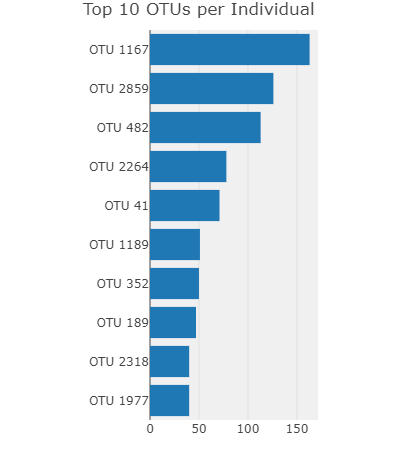 Top 10 OTUs per Individual
OTU 1167
OTU 2859
OTU 482
OTU 2264
OTU 41
OTU 1189
OTU 352
OTU 189
OTU 2318
OTU 1977
0 50 100 150